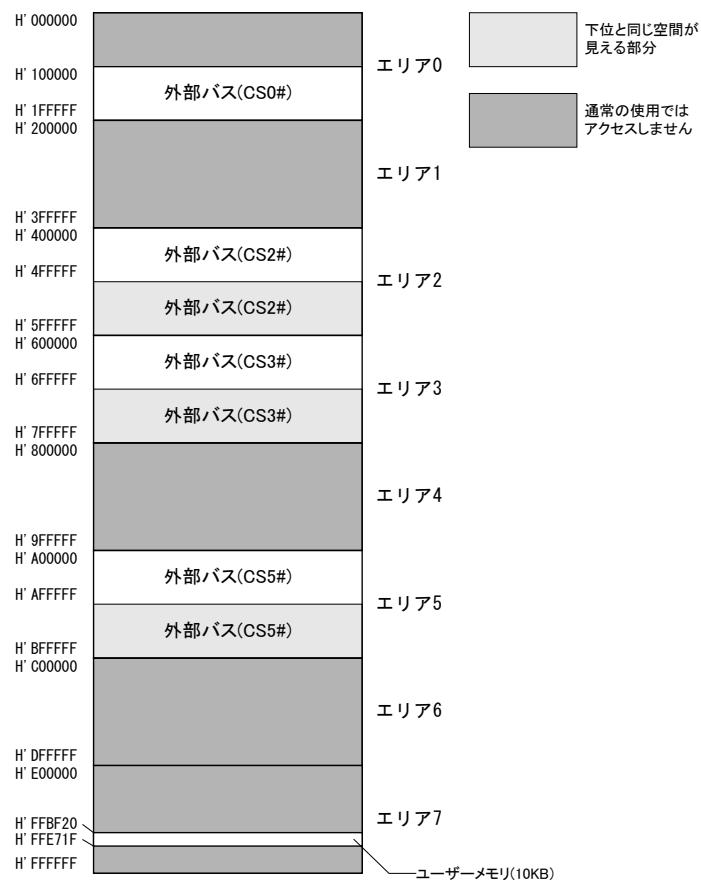 H' 000000
下位と同じ空間が
見える部分
エリア0
H' 100000
外部バス(CS0#)
通常の使用では
アクセスしません
H' 1FFFFF
H' 200000
エリア1
H' 3FFFFF
H' 400000
外部バス(CS2#)
H' 4FFFFF
エリア2
外部バス(CS2#)
H' 5FFFFF
H' 600000
外部バス(CS3#)
H' 6FFFFF
エリア3
外部バス(CS3#)
H' 7FFFFF
H' 800000
エリア4
H' 9FFFFF
H' A00000
外部バス(CS5#)
H' AFFFFF
エリア5
外部バス(CS5#)
H' BFFFFF
H' C00000
エリア6
H' DFFFFF
H' E00000
エリア7
H' FFBF20
H' FFE71F
H' FFFFFF
ユーザーメモリ(10KB)